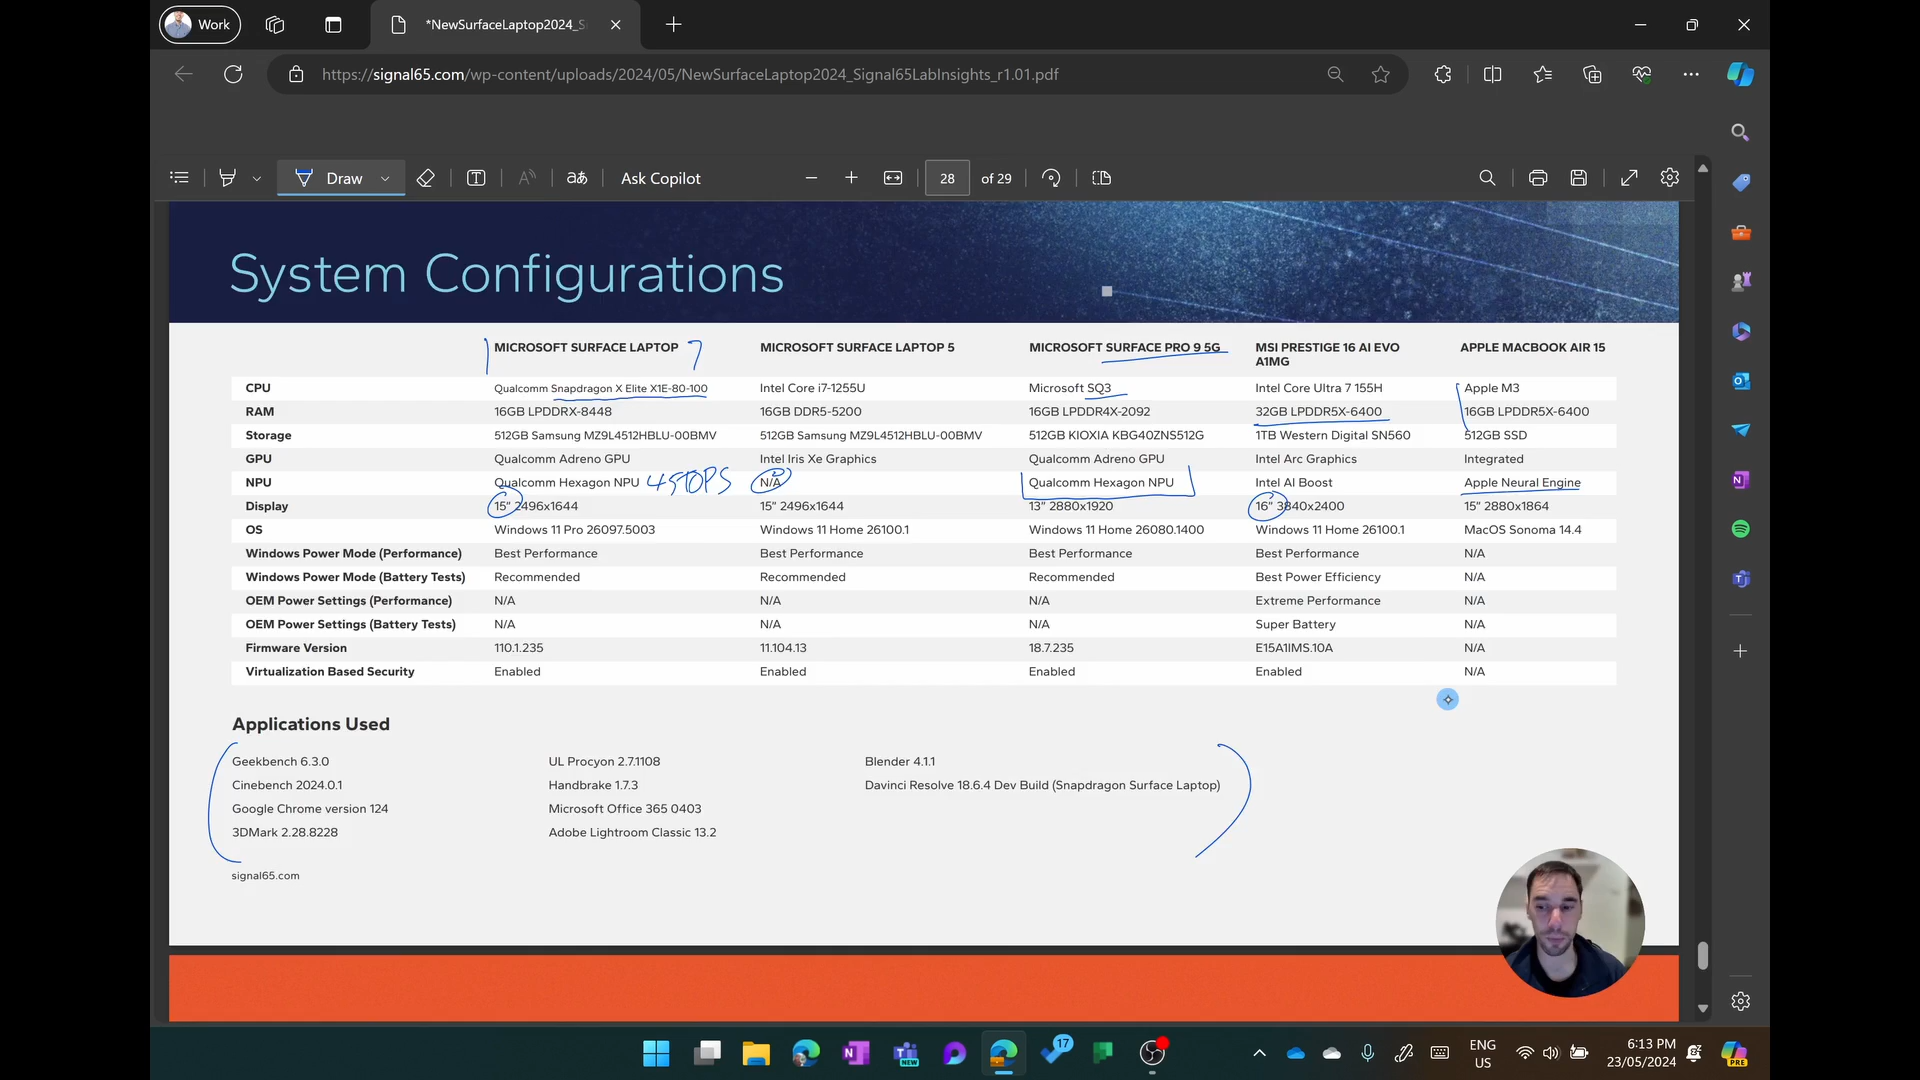 Work
*NewSurfaceLaptop2024_S
https://signal65.com/wp-content/uploads/2024/05/NewSurfaceLaptop2024_Signal65LabInsights_r1.01.pdf
Draw
aあ
Ask Copilot
28 of 29
System Configurations
MICROSOFT SURFACE LAPTOP 7 MICROSOFT SURFACE LAPTOP 5 MICROSOFT SURFACE PRO 9 5G MSI PRESTIGE 16 AI EVO A1MG APPLE MACBOOK AIR 15
CPU Qualcomm Snapdragon X Elite X1E-80-100 Intel Core i7-1255U Microsoft SQ3 Intel Core Ultra 7 155H Apple M3
RAM 16GB LPDDRX-8448 16GB DDR5-5200 16GB LPDDR4X-2092 32GB LPDDR5X-6400 16GB LPDDR5X-6400
Storage 512GB Samsung MZ9L4512HBLU-00BMV 512GB Samsung MZ9L4512HBLU-00BMV 512GB KIOXIA KBG40ZNS512G 1TB Western Digital SN560 512GB SSD
GPU Qualcomm Adreno GPU Intel Iris Xe Graphics Qualcomm Adreno GPU Intel Arc Graphics Integrated
NPU Qualcomm Hexagon NPU 45TOPS N/A Qualcomm Hexagon NPU Intel AI Boost Apple Neural Engine
Display 15" 2496x1644 15" 2496x1644 13" 2880x1920 16" 3840x2400 15" 2880x1864
OS Windows 11 Pro 26097.5003 Windows 11 Home 26100.1 Windows 11 Home 26080.1400 Windows 11 Home 26100.1 MacOS Sonoma 14.4
Windows Power Mode (Performance) Best Performance Best Performance Best Performance Best Performance N/A
Windows Power Mode (Battery Tests) Recommended Recommended Recommended Best Power Efficiency N/A
OEM Power Settings (Performance) N/A N/A N/A Extreme Performance N/A
OEM Power Settings (Battery Tests) N/A N/A N/A Super Battery N/A
Firmware Version 110.1.235 11.104.13 18.7.235 E15A1IMS.10A N/A
Virtualization Based Security Enabled Enabled Enabled Enabled N/A
Applications Used
Geekbench 6.3.0 UL Procyon 2.7.1108 Blender 4.1.1
Cinebench 2024.0.1 Handbrake 1.7.3 Davinci Resolve 18.6.4 Dev Build (Snapdragon Surface Laptop)
Google Chrome version 124 Microsoft Office 365 0403
3DMark 2.28.8228 Adobe Lightroom Classic 13.2
signal65.com
NEW
17
ENG
US
6:13 PM
23/05/2024
PRE